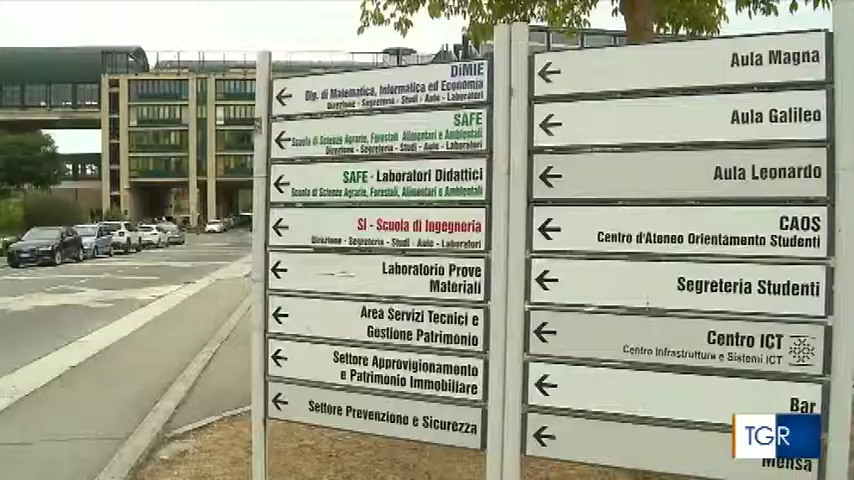 DiMIE
Dip. di Matematica, Informatica ed Economia
Direzione - Segreteria - Studi - Aule - Laboratori
SAFE
Scuola di Scienze Agrarie, Forestali, Alimentari e Ambientali
Direzione - Segreteria - Studi - Aule - Laboratori
SAFE - Laboratori Didattici
Scuola di Scienze Agrarie, Forestali, Alimentari e Ambientali
SI - Scuola di Ingegneria
Direzione - Segreteria - Studi - Aule - Laboratori
Laboratorio Prove
Materiali
Area Servizi Tecnici e
Gestione Patrimonio
Settore Approvigionamento
e Patrimonio Immobiliare
Settore Prevenzione e Sicurezza
Aula Magna
Aula Galileo
Aula Leonardo
CAOS
Centro d'Ateneo Orientamento Studenti
Segreteria Studenti
Centro ICT
Centro Infrastrutture e Sistemi ICT
Bar
Mensa
TGR